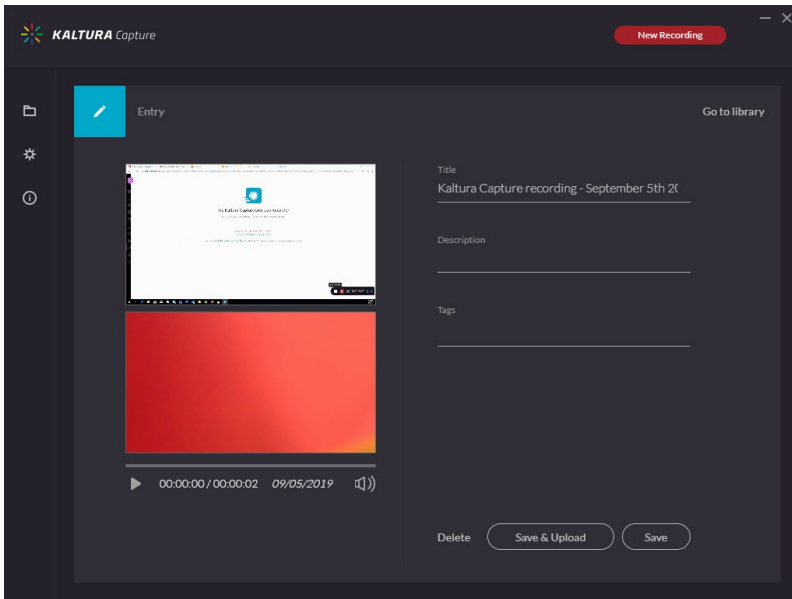 KALTURA Capture
New Recording
Entry
Go to library
Title
Kaltura Capture recording - September 5th 20
Description
Tags
00:00:00 / 00:00:02 09/05/2019
Delete
Save & Upload
Save